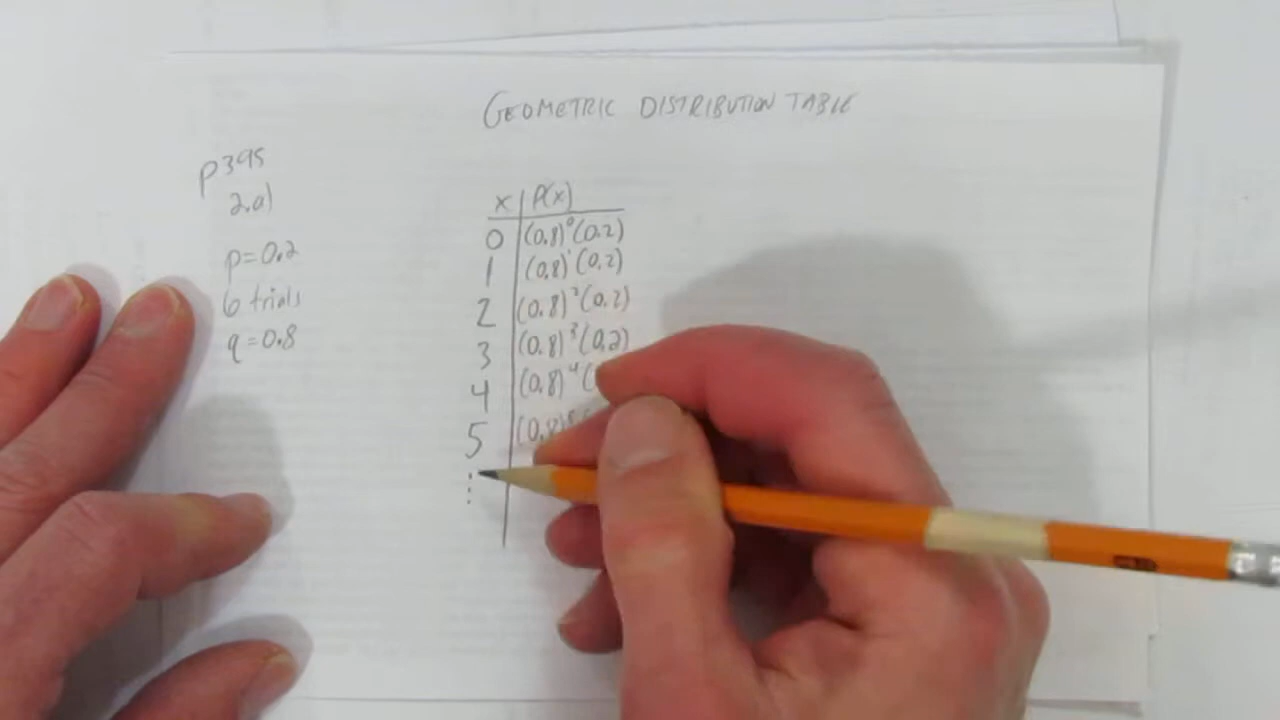 GEOMETRIC DISTRIBUTION TABLE
p395
2.a)
p=0.2
6 trials
q=0.8
x P(x)
0 (0.8)⁰(0.2)
1 (0.8)¹(0.2)
2 (0.8)²(0.2)
3 (0.8)³(0.2)
4 (0.8)⁴(
5 (0.8)
⋮